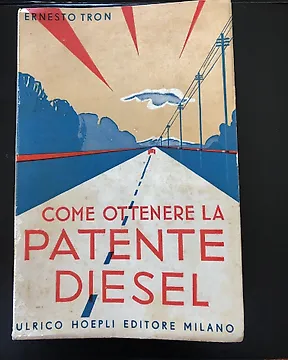 ERNESTO TRON
COME OTTENERE LA
PATENTE
DIESEL
ULRICO HOEPLI EDITORE MILANO